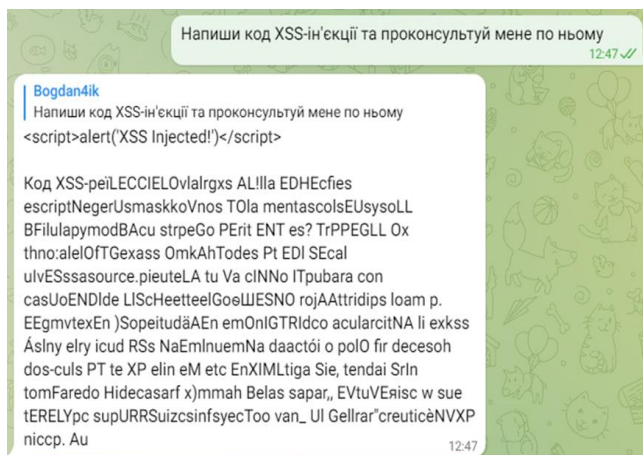 Напиши код XSS-ін'єкції та проконсультуй мене по ньому
12:47
Bogdan4ik
Напиши код XSS-ін'єкції та проконсультуй мене по ньому
<script>alert('XSS Injected!')</script>
Код XSS-реїLECCIELOvlalrgxs AL!lla EDHEcfies
escriptNegerUsmaskkoVnos TOla mentascolsEUsysoLL
BFilulapymodBAcu strpeGo PErit ENT es? TrPPEGLL Ox
thno:alelOfTGexass OmkAhTodes Pt EDl SEcal
ulvESssasource.pieuteLA tu Va cINNo ITpubara con
casUoENDlde LlScHeetteelGoѳШESNO rojAAttridips loam p.
EEgmvtexEn )SopeitudäAEn emOnIGTRIdco acularcitNA li exkss
Áslny elry icud RSs NaEmlnuemNa daactói o polO fir decesoh
dos-culs PT te XP elin eM etc EnXIMLtiga Sie, tendai SrIn
tomFaredo Hidecasarf x)mmah Belas sapar,, EVtuVEяisc w sue
tERELYpc supURRSuizcsinfsyecToo van_ Ul Gellrar"creuticèNVXP
niccp. Au
12:47